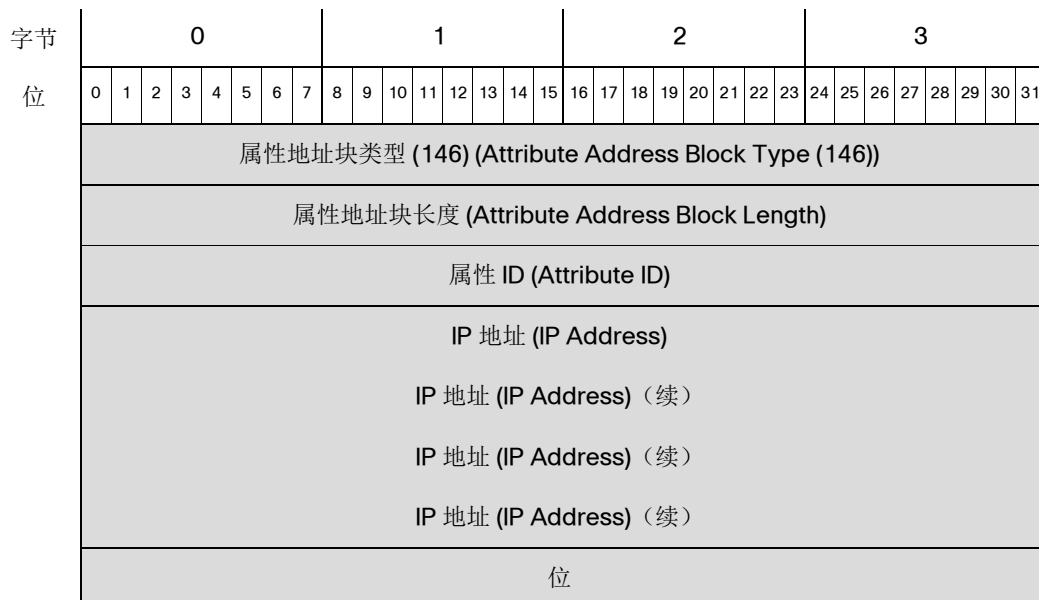 字节 0 1 2 3
位 0 1 2 3 4 5 6 7 8 9 10 11 12 13 14 15 16 17 18 19 20 21 22 23 24 25 26 27 28 29 30 31
属性地址块类型 (146) (Attribute Address Block Type (146))
属性地址块长度 (Attribute Address Block Length)
属性 ID (Attribute ID)
IP 地址 (IP Address)
IP 地址 (IP Address)（续）
IP 地址 (IP Address)（续）
IP 地址 (IP Address)（续）
位